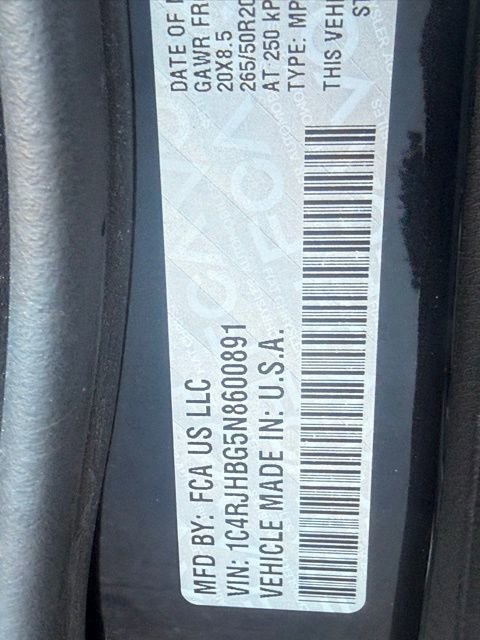 MFD BY: FCA US LLC
VIN: 1C4RJHBG5N8600891
VEHICLE MADE IN: U.S.A.
DATE OF
GAWR FR
20X8.5
265/50R20
AT 250 kP
TYPE: MP
THIS VEHI